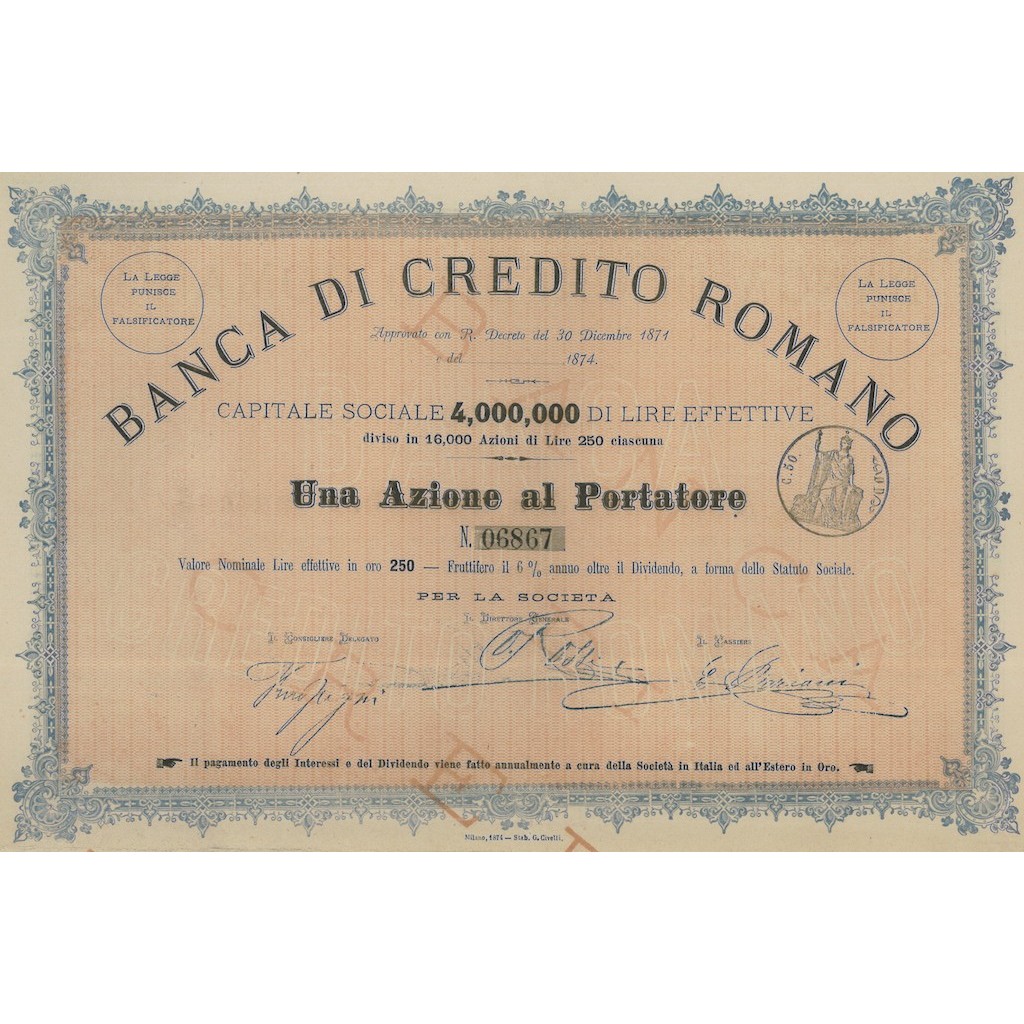 BANCA DI CREDITO ROMANO
LA LEGGE
PUNISCE
IL
FALSIFICATORE
LA LEGGE
PUNISCE
IL
FALSIFICATORE
Approvato con R. Decreto del 30 Dicembre 1871
e del 1874.
CAPITALE SOCIALE 4,000,000 DI LIRE EFFETTIVE
diviso in 16,000 Azioni di Lire 250 ciascuna
C. 50.
Una Azione al Portatore
N. 06867
Valore Nominale Lire effettive in oro 250 — Fruttifero il 6 % annuo oltre il Dividendo, a forma dello Statuto Sociale.
PER LA SOCIETÀ
IL DIRETTORE GENERALE
IL CONSIGLIERE DELEGATO
IL CASSIERE
Il pagamento degli Interessi e del Dividendo viene fatto annualmente a cura della Società in Italia ed all'Estero in Oro.
Milano, 1874 — Stab. G. Civelli.